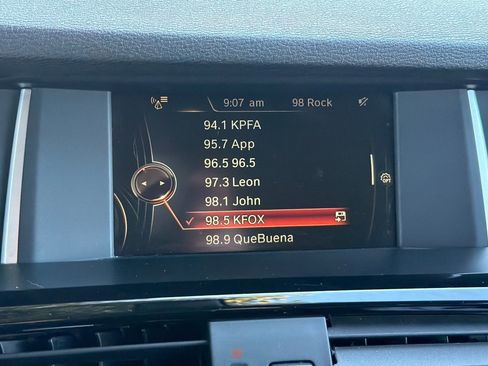 9:07 am 98 Rock
94.1 KPFA
95.7 App
96.5 96.5
97.3 Leon
98.1 John
98.5 KFOX
98.9 QueBuena
OPT